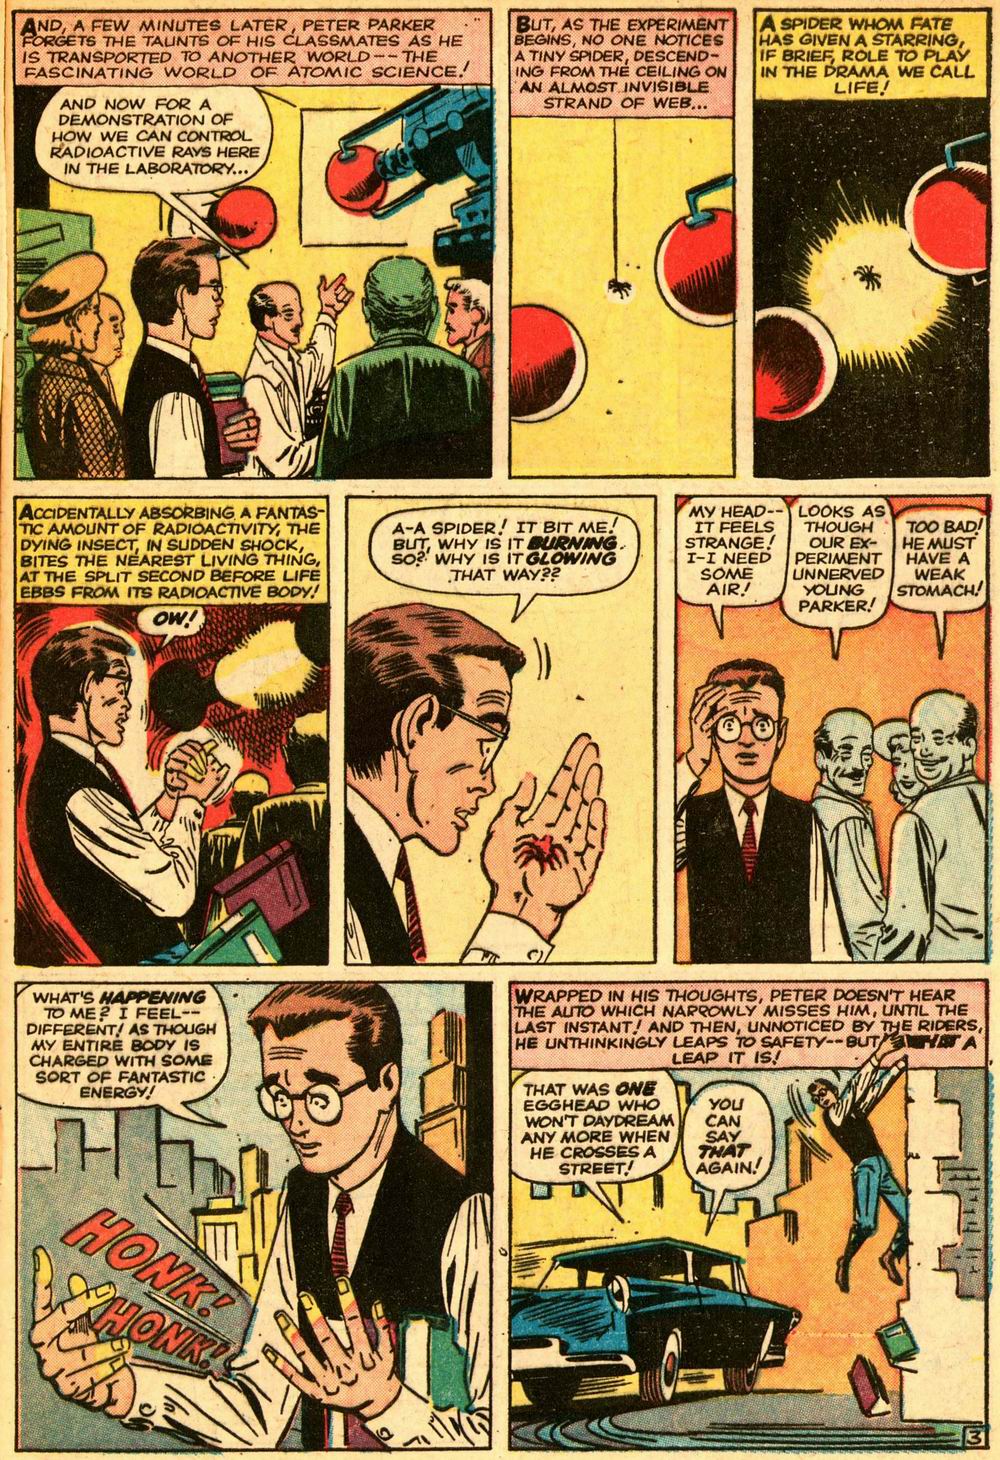 AND, A FEW MINUTES LATER, PETER PARKER
FORGETS THE TAUNTS OF HIS CLASSMATES AS HE
IS TRANSPORTED TO ANOTHER WORLD--THE
FASCINATING WORLD OF ATOMIC SCIENCE!
AND NOW FOR A
DEMONSTRATION OF
HOW WE CAN CONTROL
RADIOACTIVE RAYS HERE
IN THE LABORATORY...
BUT, AS THE EXPERIMENT
BEGINS, NO ONE NOTICES
A TINY SPIDER, DESCEND-
ING FROM THE CEILING ON
AN ALMOST INVISIBLE
STRAND OF WEB...
A SPIDER WHOM FATE
HAS GIVEN A STARRING,
IF BRIEF, ROLE TO PLAY
IN THE DRAMA WE CALL
LIFE!
ACCIDENTALLY ABSORBING A FANTAS-
TIC AMOUNT OF RADIOACTIVITY, THE
DYING INSECT, IN SUDDEN SHOCK,
BITES THE NEAREST LIVING THING,
AT THE SPLIT SECOND BEFORE LIFE
EBBS FROM ITS RADIOACTIVE BODY!
OW!
A-A SPIDER! IT BIT ME!
BUT, WHY IS IT BURNING
SO? WHY IS IT GLOWING
THAT WAY??
MY HEAD--
IT FEELS
STRANGE!
I-I NEED
SOME
AIR!
LOOKS AS
THOUGH
OUR EX-
PERIMENT
UNNERVED
YOUNG
PARKER!
TOO BAD!
HE MUST
HAVE A
WEAK
STOMACH!
WHAT'S HAPPENING
TO ME? I FEEL--
DIFFERENT! AS THOUGH
MY ENTIRE BODY IS
CHARGED WITH SOME
SORT OF FANTASTIC
ENERGY!
HONK!
HONK!
WRAPPED IN HIS THOUGHTS, PETER DOESN'T HEAR
THE AUTO WHICH NARROWLY MISSES HIM, UNTIL THE
LAST INSTANT! AND THEN, UNNOTICED BY THE RIDERS,
HE UNTHINKINGLY LEAPS TO SAFETY--BUT WHAT A
LEAP IT IS!
THAT WAS ONE
EGGHEAD WHO
WON'T DAYDREAM
ANY MORE WHEN
HE CROSSES A
STREET!
YOU
CAN
SAY
THAT
AGAIN!
3